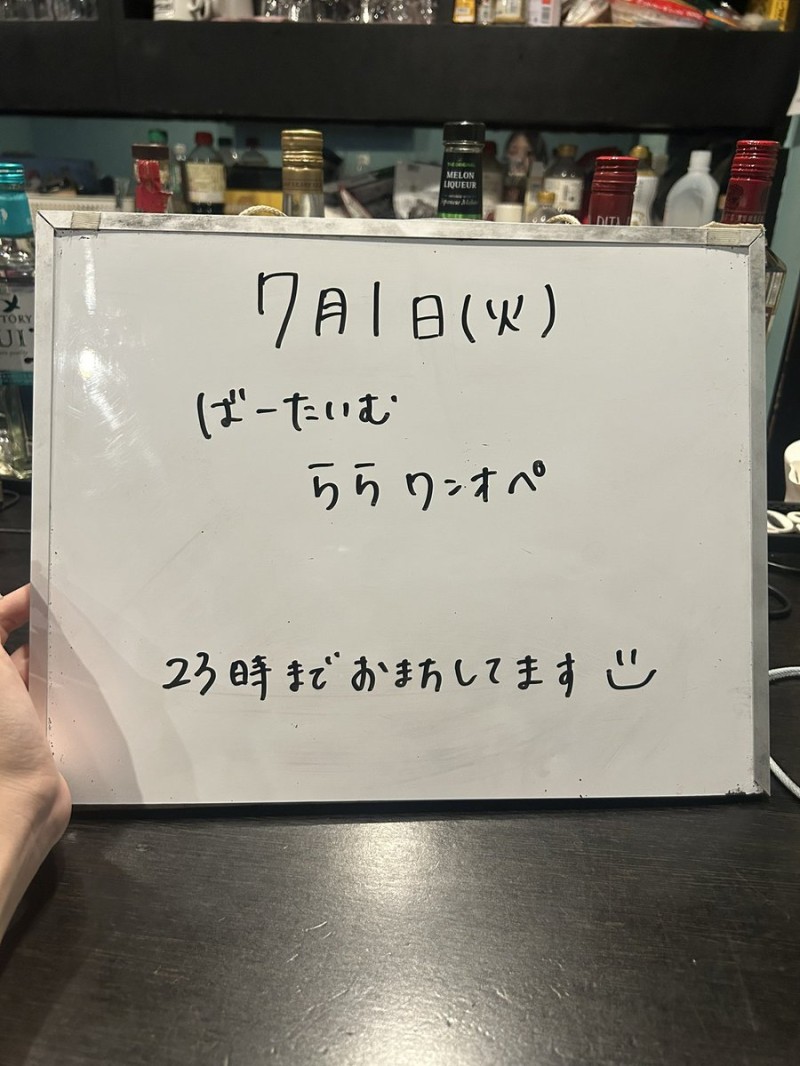 7月1日(火)
ばーたいむ
らら ワンオペ
23時までおまちしてます
MELON
LIQUEUR
DITA